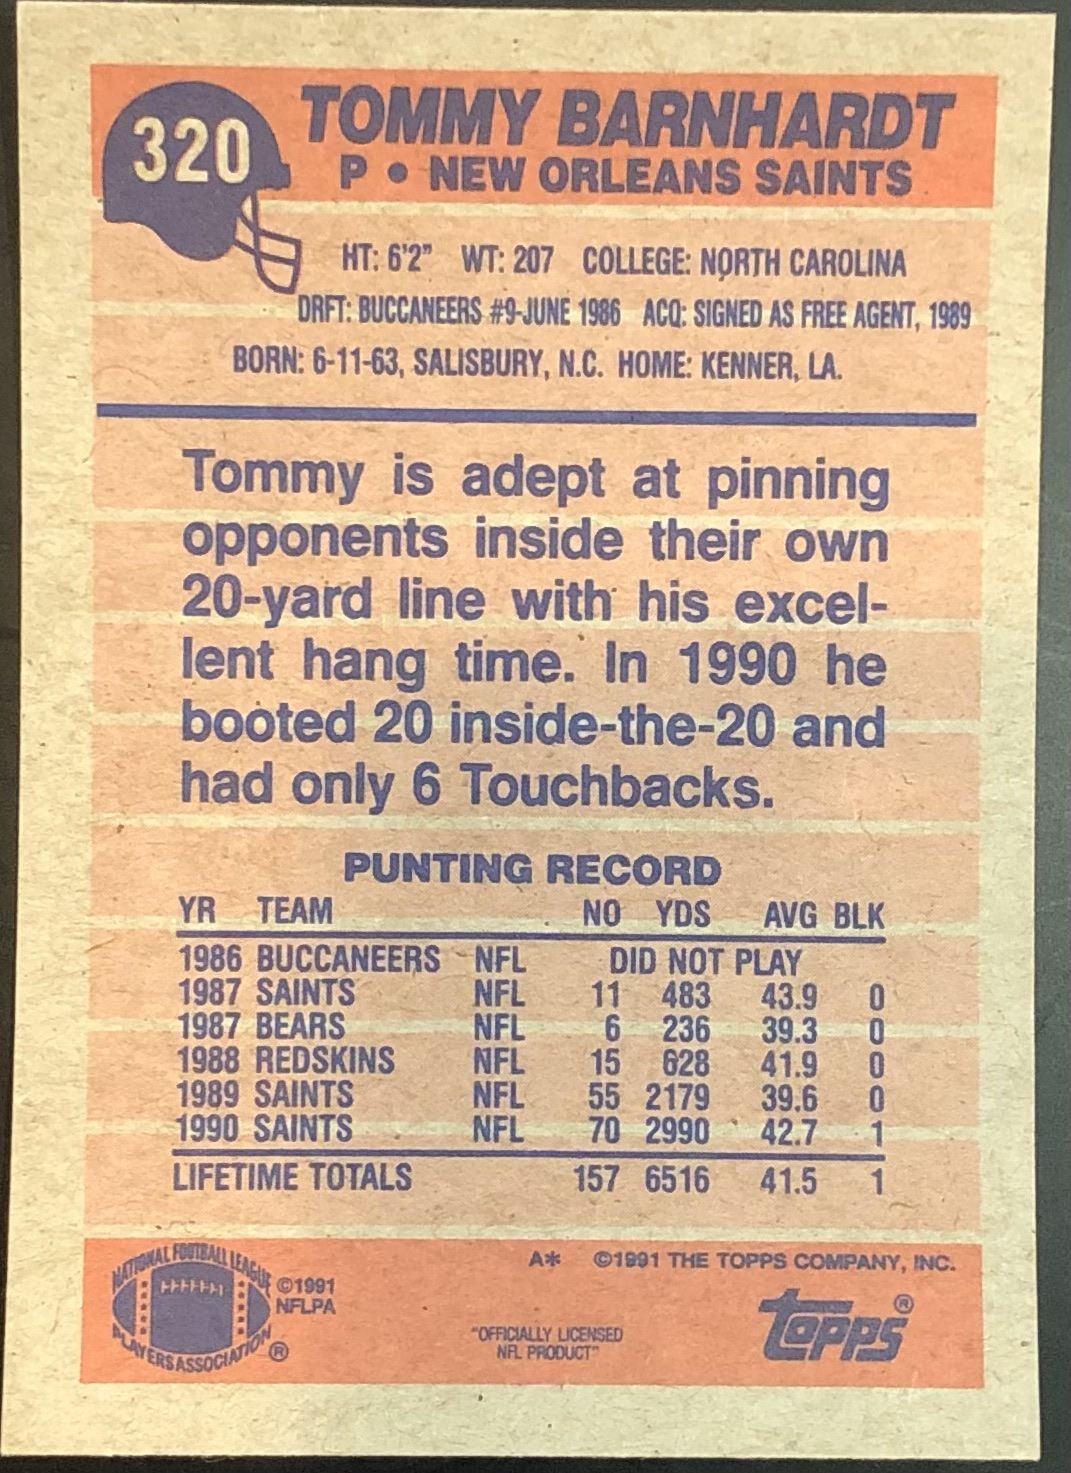 320
TOMMY BARNHARDT
P • NEW ORLEANS SAINTS
HT: 6'2" WT: 207 COLLEGE: NORTH CAROLINA
DRFT: BUCCANEERS #9-JUNE 1986 ACQ: SIGNED AS FREE AGENT, 1989
BORN: 6-11-63, SALISBURY, N.C. HOME: KENNER, LA.
Tommy is adept at pinning
opponents inside their own
20-yard line with his excel-
lent hang time. In 1990 he
booted 20 inside-the-20 and
had only 6 Touchbacks.
PUNTING RECORD
YR TEAM NO YDS AVG BLK
1986 BUCCANEERS NFL DID NOT PLAY
1987 SAINTS NFL 11 483 43.9 0
1987 BEARS NFL 6 236 39.3 0
1988 REDSKINS NFL 15 628 41.9 0
1989 SAINTS NFL 55 2179 39.6 0
1990 SAINTS NFL 70 2990 42.7 1
LIFETIME TOTALS 157 6516 41.5 1
NATIONAL FOOTBALL LEAGUE
PLAYERS ASSOCIATION ®
©1991
NFLPA
A* ©1991 THE TOPPS COMPANY, INC.
"OFFICIALLY LICENSED
NFL PRODUCT"
TOPPS ®